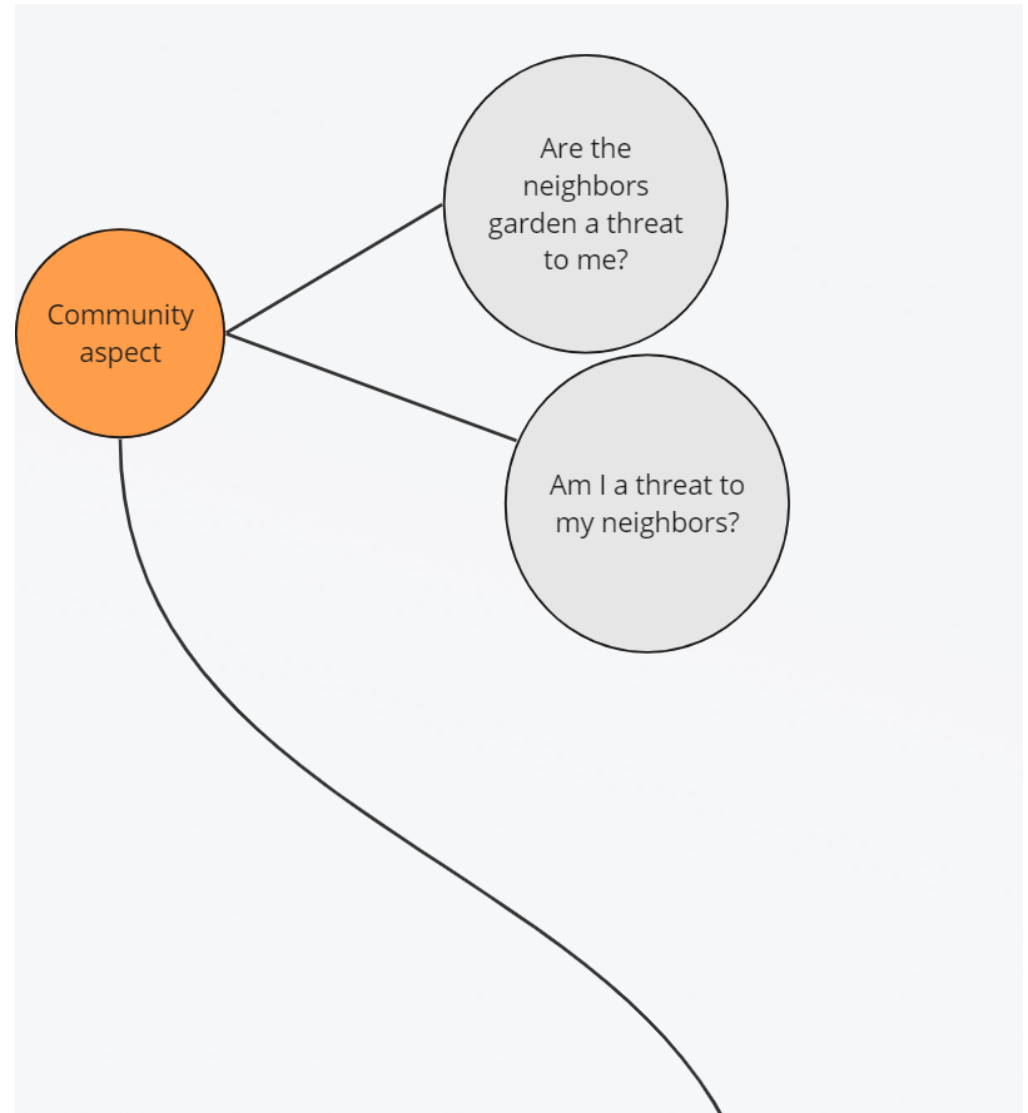 Community
aspect
Are the
neighbors
garden a threat
to me?
Am I a threat to
my neighbors?